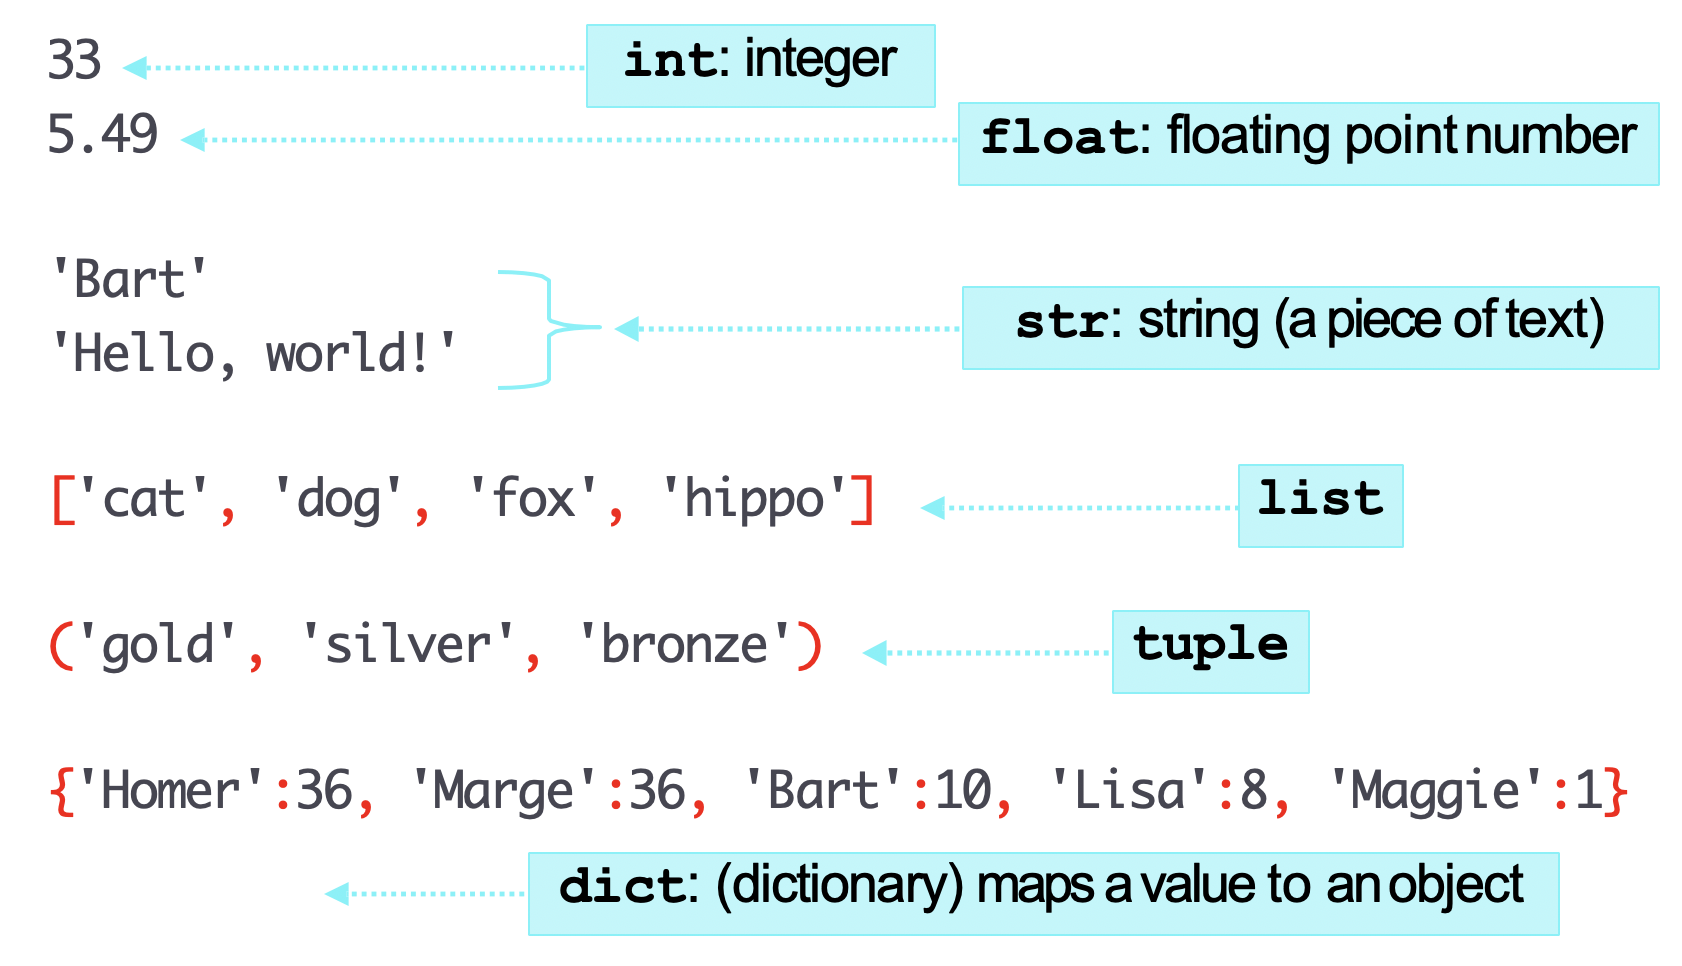 33
int: integer
5.49
float: floating point number
'Bart'
'Hello, world!'
str: string (a piece of text)
['cat', 'dog', 'fox', 'hippo']
list
('gold', 'silver', 'bronze')
tuple
{'Homer':36, 'Marge':36, 'Bart':10, 'Lisa':8, 'Maggie':1}
dict: (dictionary) maps a value to an object